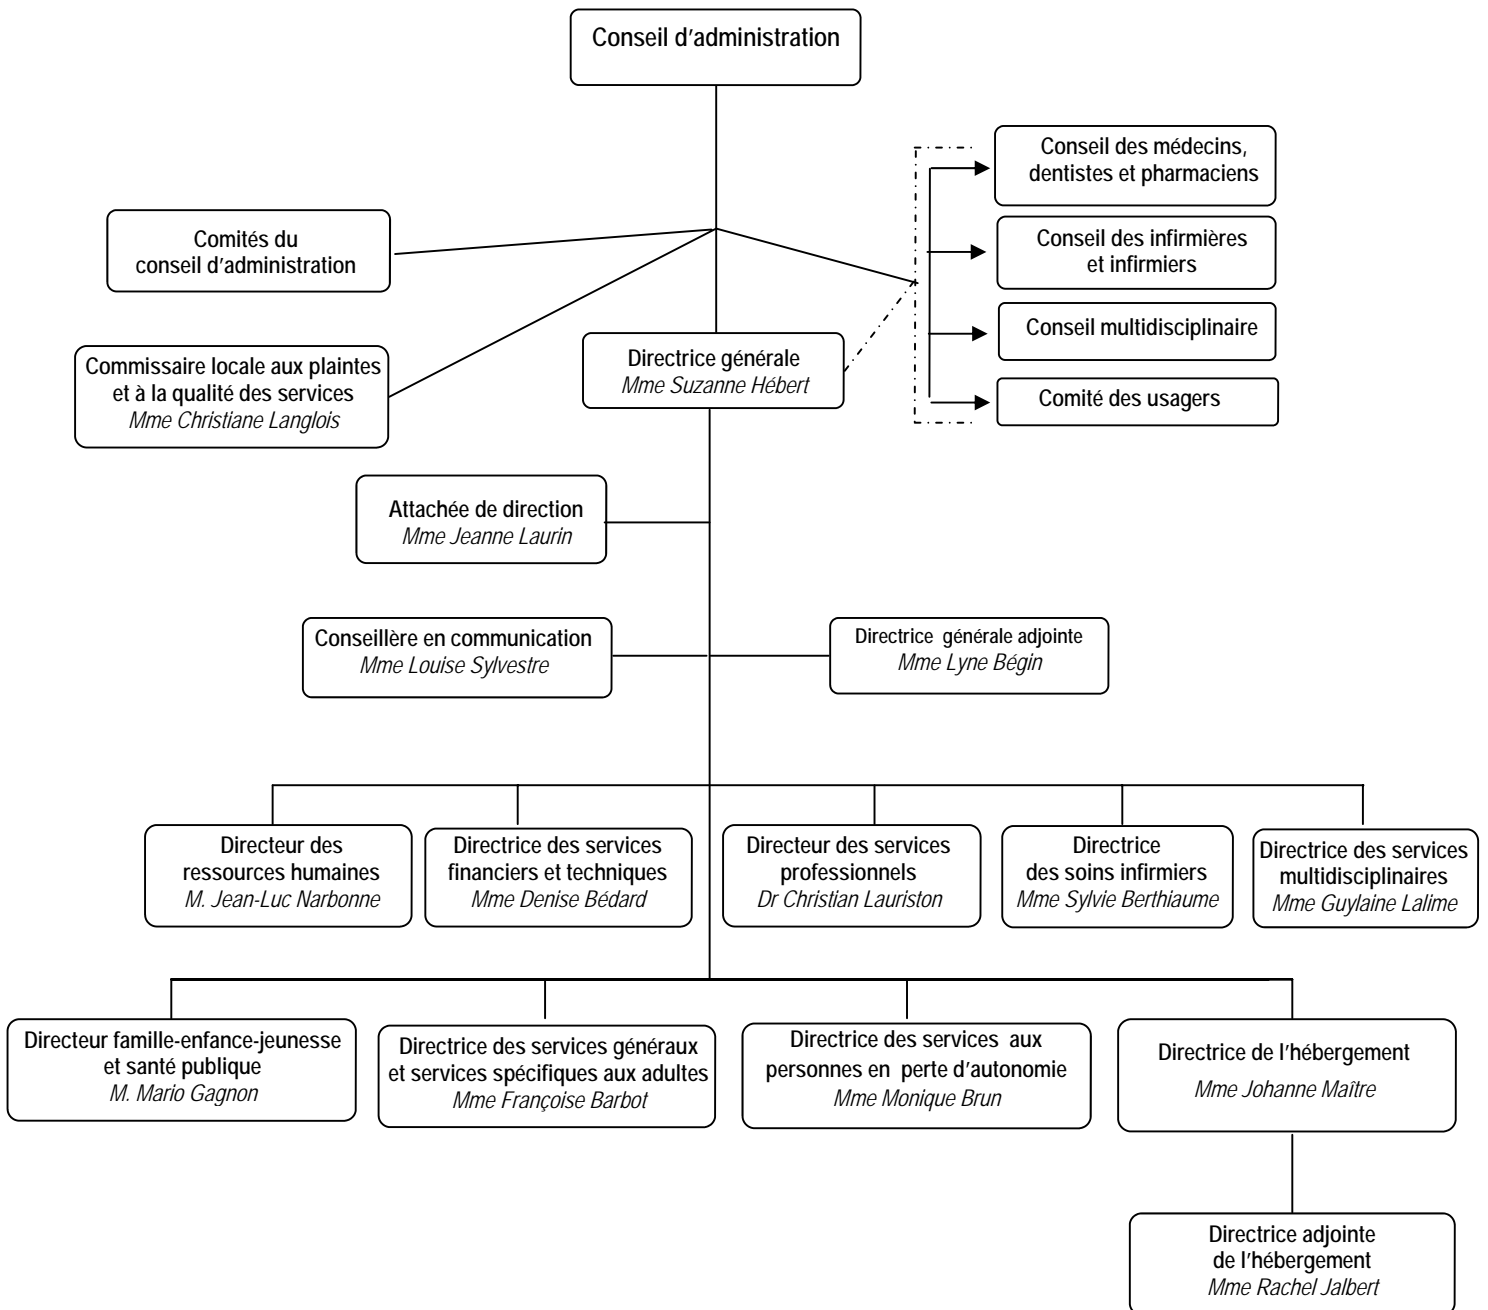 Conseil d'administration
Conseil des médecins,
dentistes et pharmaciens
Comités du
conseil d'administration
Conseil des infirmières
et infirmiers
Conseil multidisciplinaire
Commissaire locale aux plaintes
et à la qualité des services
Mme Christiane Langlois
Directrice générale
Mme Suzanne Hébert
Comité des usagers
Attachée de direction
Mme Jeanne Laurin
Conseillère en communication
Mme Louise Sylvestre
Directrice générale adjointe
Mme Lyne Bégin
Directeur des
ressources humaines
M. Jean-Luc Narbonne
Directrice des services
financiers et techniques
Mme Denise Bédard
Directeur des services
professionnels
Dr Christian Lauriston
Directrice
des soins infirmiers
Mme Sylvie Berthiaume
Directrice des services
multidisciplinaires
Mme Guylaine Lalime
Directeur famille-enfance-jeunesse
et santé publique
M. Mario Gagnon
Directrice des services généraux
et services spécifiques aux adultes
Mme Françoise Barbot
Directrice des services aux
personnes en perte d'autonomie
Mme Monique Brun
Directrice de l'hébergement
Mme Johanne Maître
Directrice adjointe
de l'hébergement
Mme Rachel Jalbert